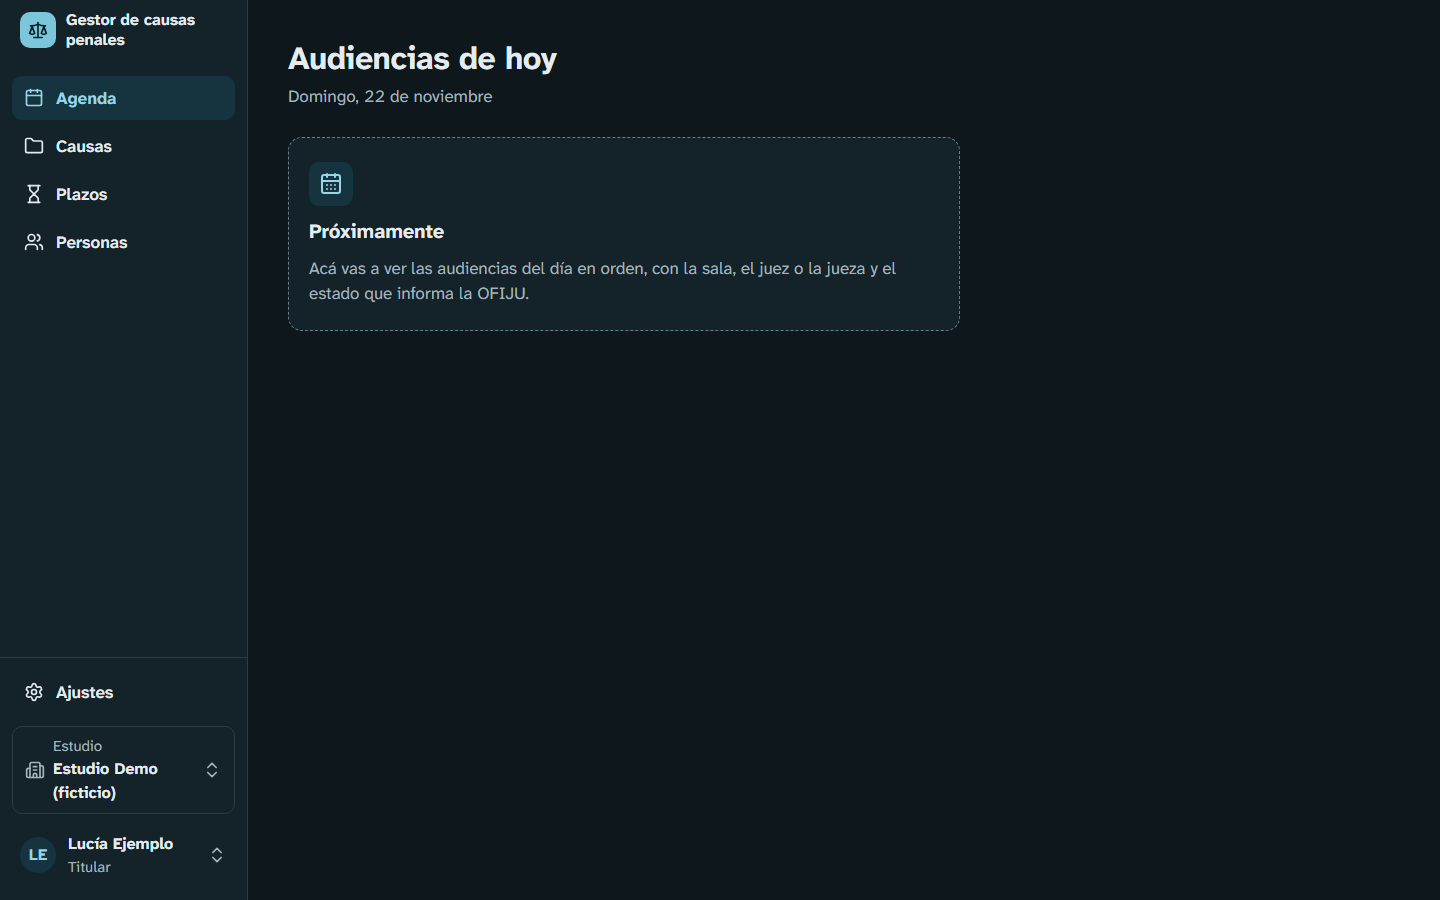 Gestor de causas
penales
Agenda
Causas
Plazos
Personas
Ajustes
Estudio
Estudio Demo
(ficticio)
LE
Lucía Ejemplo
Titular
Audiencias de hoy
Domingo, 22 de noviembre
Próximamente
Acá vas a ver las audiencias del día en orden, con la sala, el juez o la jueza y el
estado que informa la OFIJU.